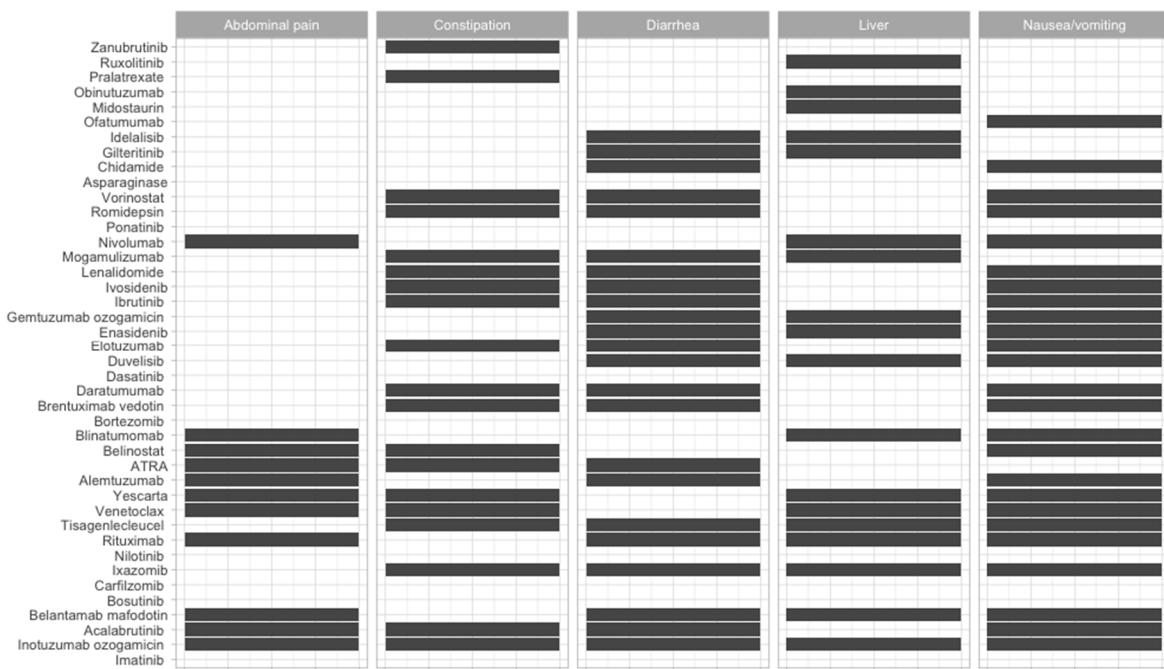 Abdominal pain Constipation Diarrhea Liver Nausea/vomiting
Zanubrutinib
Ruxolitinib
Pralatrexate
Obinutuzumab
Midostaurin
Ofatumumab
Idelalisib
Gilteritinib
Chidamide
Asparaginase
Vorinostat
Romidepsin
Ponatinib
Nivolumab
Mogamulizumab
Lenalidomide
Ivosidenib
Ibrutinib
Gemtuzumab ozogamicin
Enasidenib
Elotuzumab
Duvelisib
Dasatinib
Daratumumab
Brentuximab vedotin
Bortezomib
Blinatumomab
Belinostat
ATRA
Alemtuzumab
Yescarta
Venetoclax
Tisagenlecleucel
Rituximab
Nilotinib
Ixazomib
Carfilzomib
Bosutinib
Belantamab mafodotin
Acalabrutinib
Inotuzumab ozogamicin
Imatinib